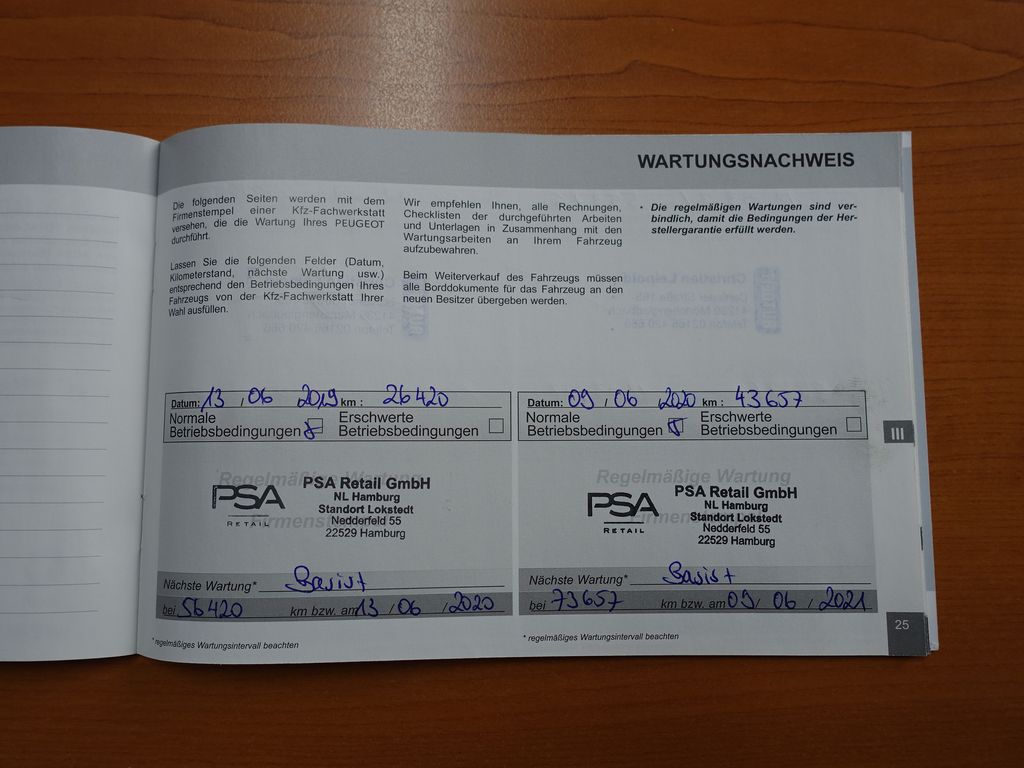 WARTUNGSNACHWEIS
Die folgenden Seiten werden mit dem
Firmenstempel einer Kfz-Fachwerkstatt
versehen, die die Wartung Ihres PEUGEOT
durchführt.
Lassen Sie die folgenden Felder (Datum,
Kilometerstand, nächste Wartung usw.)
entsprechend den Betriebsbedingungen Ihres
Fahrzeugs von der Kfz-Fachwerkstatt Ihrer
Wahl ausfüllen.
Wir empfehlen Ihnen, alle Rechnungen,
Checklisten der durchgeführten Arbeiten
und Unterlagen in Zusammenhang mit den
Wartungsarbeiten an Ihrem Fahrzeug
aufzubewahren.
Beim Weiterverkauf des Fahrzeugs müssen
alle Borddokumente für das Fahrzeug an den
neuen Besitzer übergeben werden.
• Die regelmäßigen Wartungen sind ver-
bindlich, damit die Bedingungen der Her-
stellergarantie erfüllt werden.
Datum: 13 / 06 2019 km : 26420
Normale
Betriebsbedingungen
Erschwerte
Betriebsbedingungen
Regelmäßige Wartung
PSA
RETAIL
PSA Retail GmbH
NL Hamburg
Standort Lokstedt
Nedderfeld 55
22529 Hamburg
Nächste Wartung*
bei 56420 km bzw. am 13 / 06 / 2020
* regelmäßiges Wartungsintervall beachten
Datum: 09 / 06 2020 km : 43657
Normale
Betriebsbedingungen
Erschwerte
Betriebsbedingungen
Regelmäßige Wartung
PSA
RETAIL
PSA Retail GmbH
NL Hamburg
Standort Lokstedt
Nedderfeld 55
22529 Hamburg
Nächste Wartung*
bei 73657 km bzw. am 09 / 06 / 2021
* regelmäßiges Wartungsintervall beachten
III
25